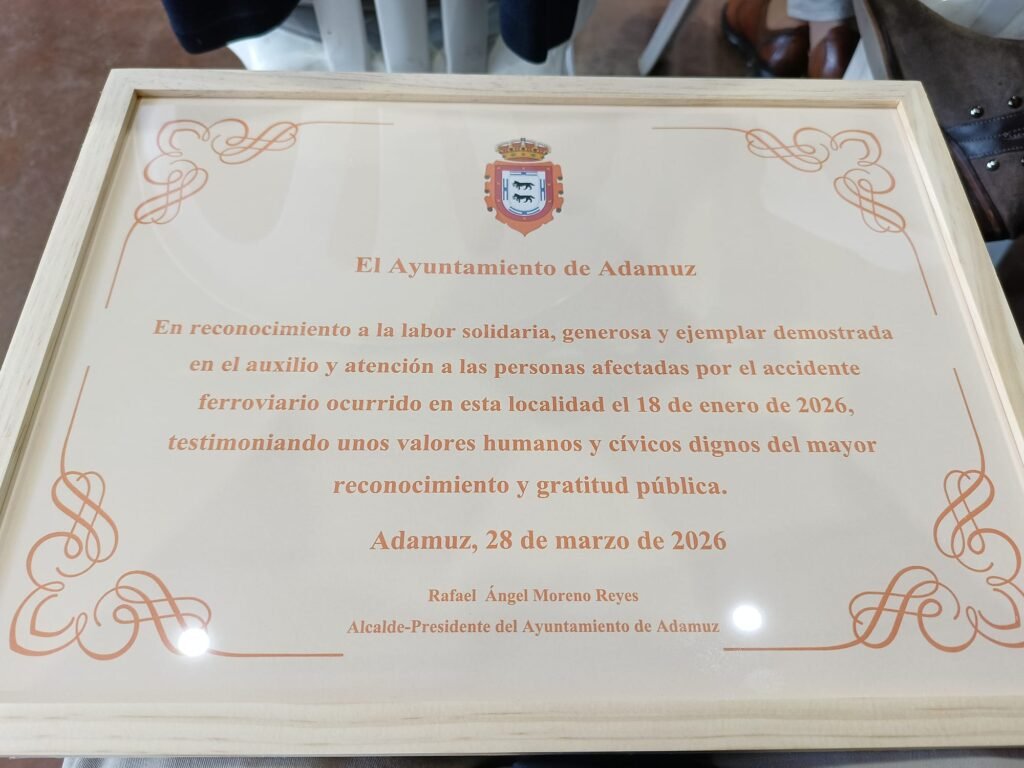 El Ayuntamiento de Adamuz
En reconocimiento a la labor solidaria, generosa y ejemplar demostrada
en el auxilio y atención a las personas afectadas por el accidente
ferroviario ocurrido en esta localidad el 18 de enero de 2026,
testimoniando unos valores humanos y cívicos dignos del mayor
reconocimiento y gratitud pública.
Adamuz, 28 de marzo de 2026
Rafael Ángel Moreno Reyes
Alcalde-Presidente del Ayuntamiento de Adamuz